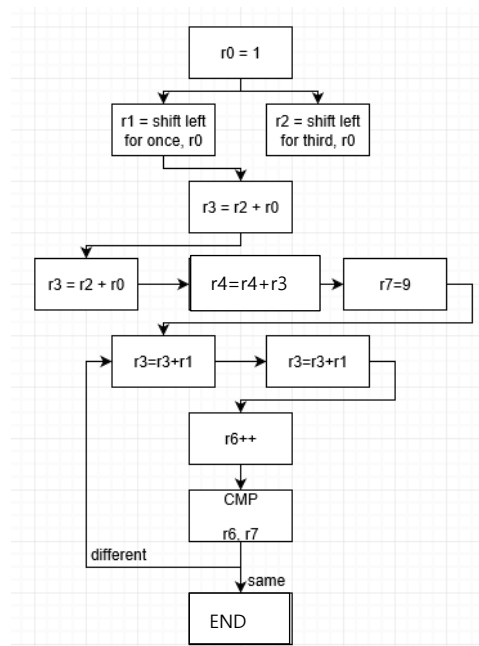 r0 = 1
r1 = shift left
for once, r0
r2 = shift left
for third, r0
r3 = r2 + r0
r3 = r2 + r0
r4=r4+r3
r7=9
r3=r3+r1
r3=r3+r1
r6++
CMP
r6, r7
different
same
END